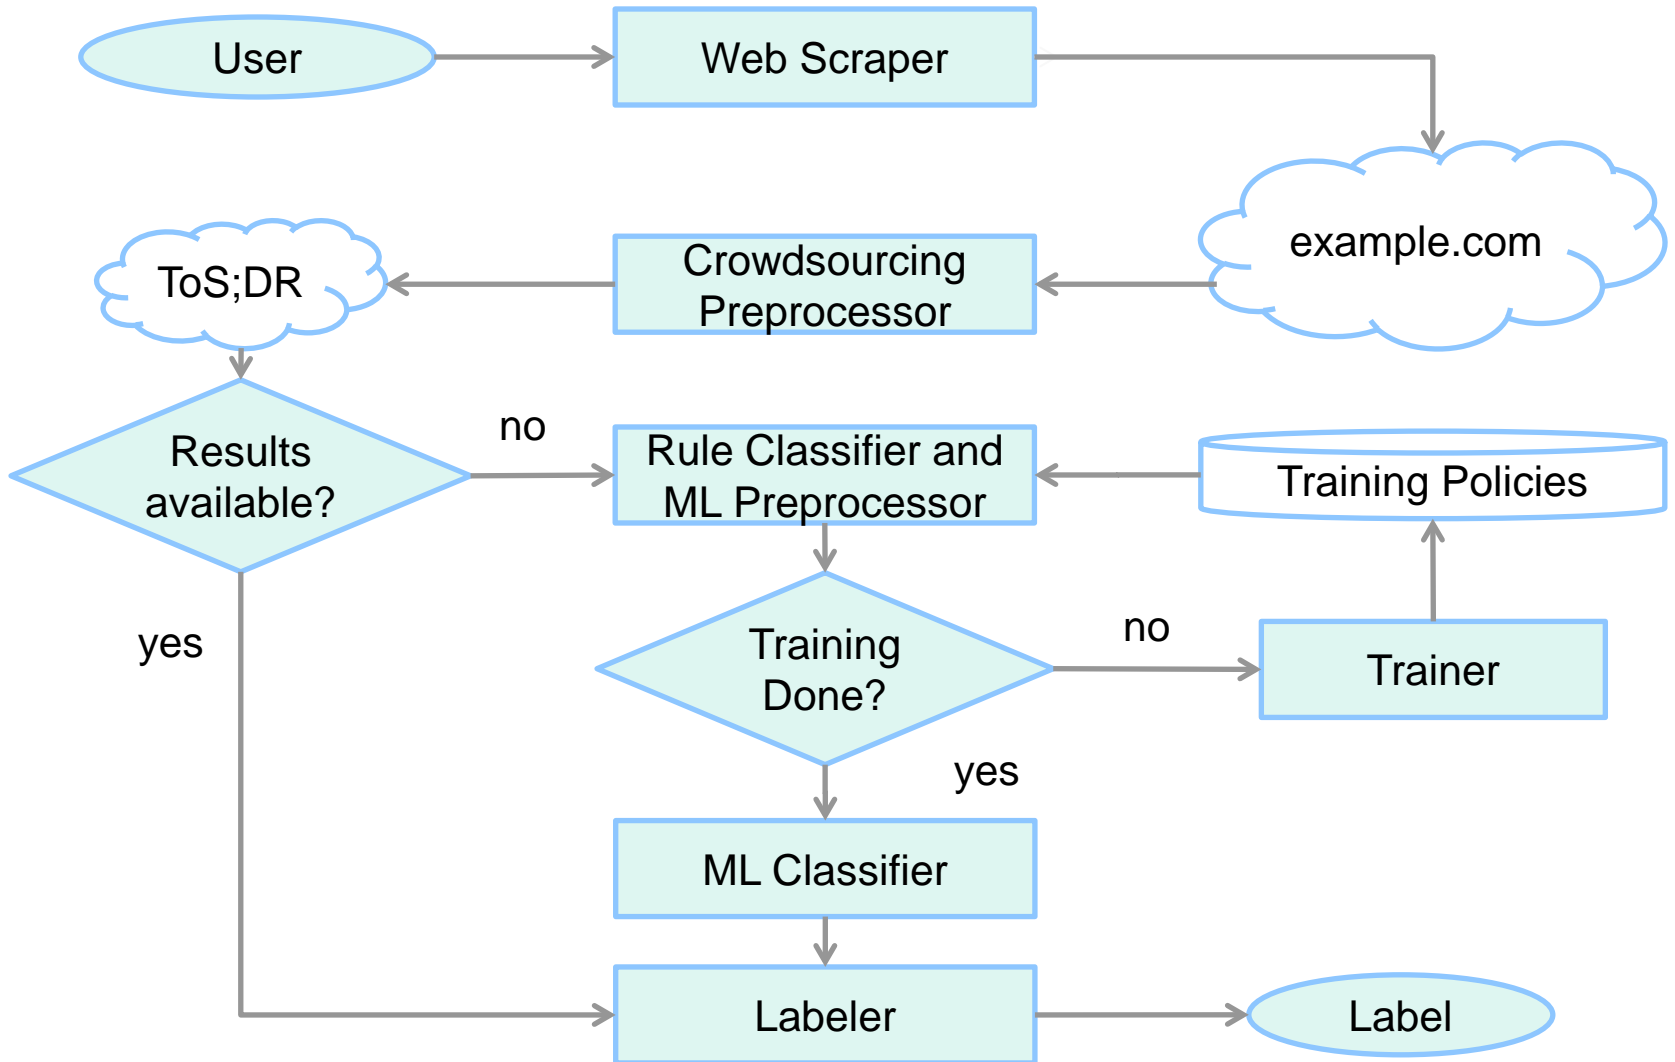 User
Web Scraper
example.com
Crowdsourcing
Preprocessor
ToS;DR
Results
available?
no
Rule Classifier and
ML Preprocessor
Training Policies
yes
Training
Done?
no
Trainer
yes
ML Classifier
Labeler
Label